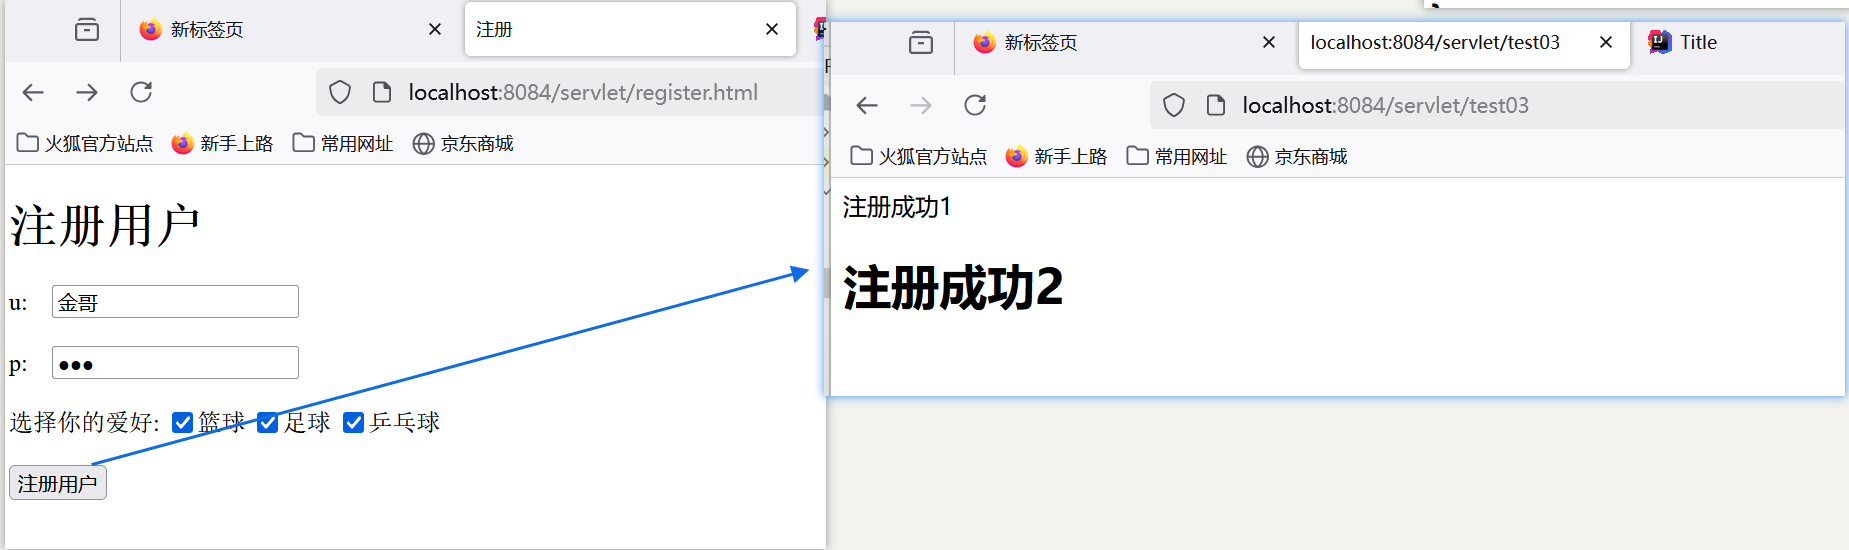 新标签页
注册
localhost:8084/servlet/register.html
火狐官方站点 新手上路 常用网址 京东商城
注册用户
u: 金哥
p: •••
选择你的爱好: 篮球 足球 乒乓球
注册用户
新标签页
localhost:8084/servlet/test03
Title
localhost:8084/servlet/test03
火狐官方站点 新手上路 常用网址 京东商城
注册成功1
注册成功2